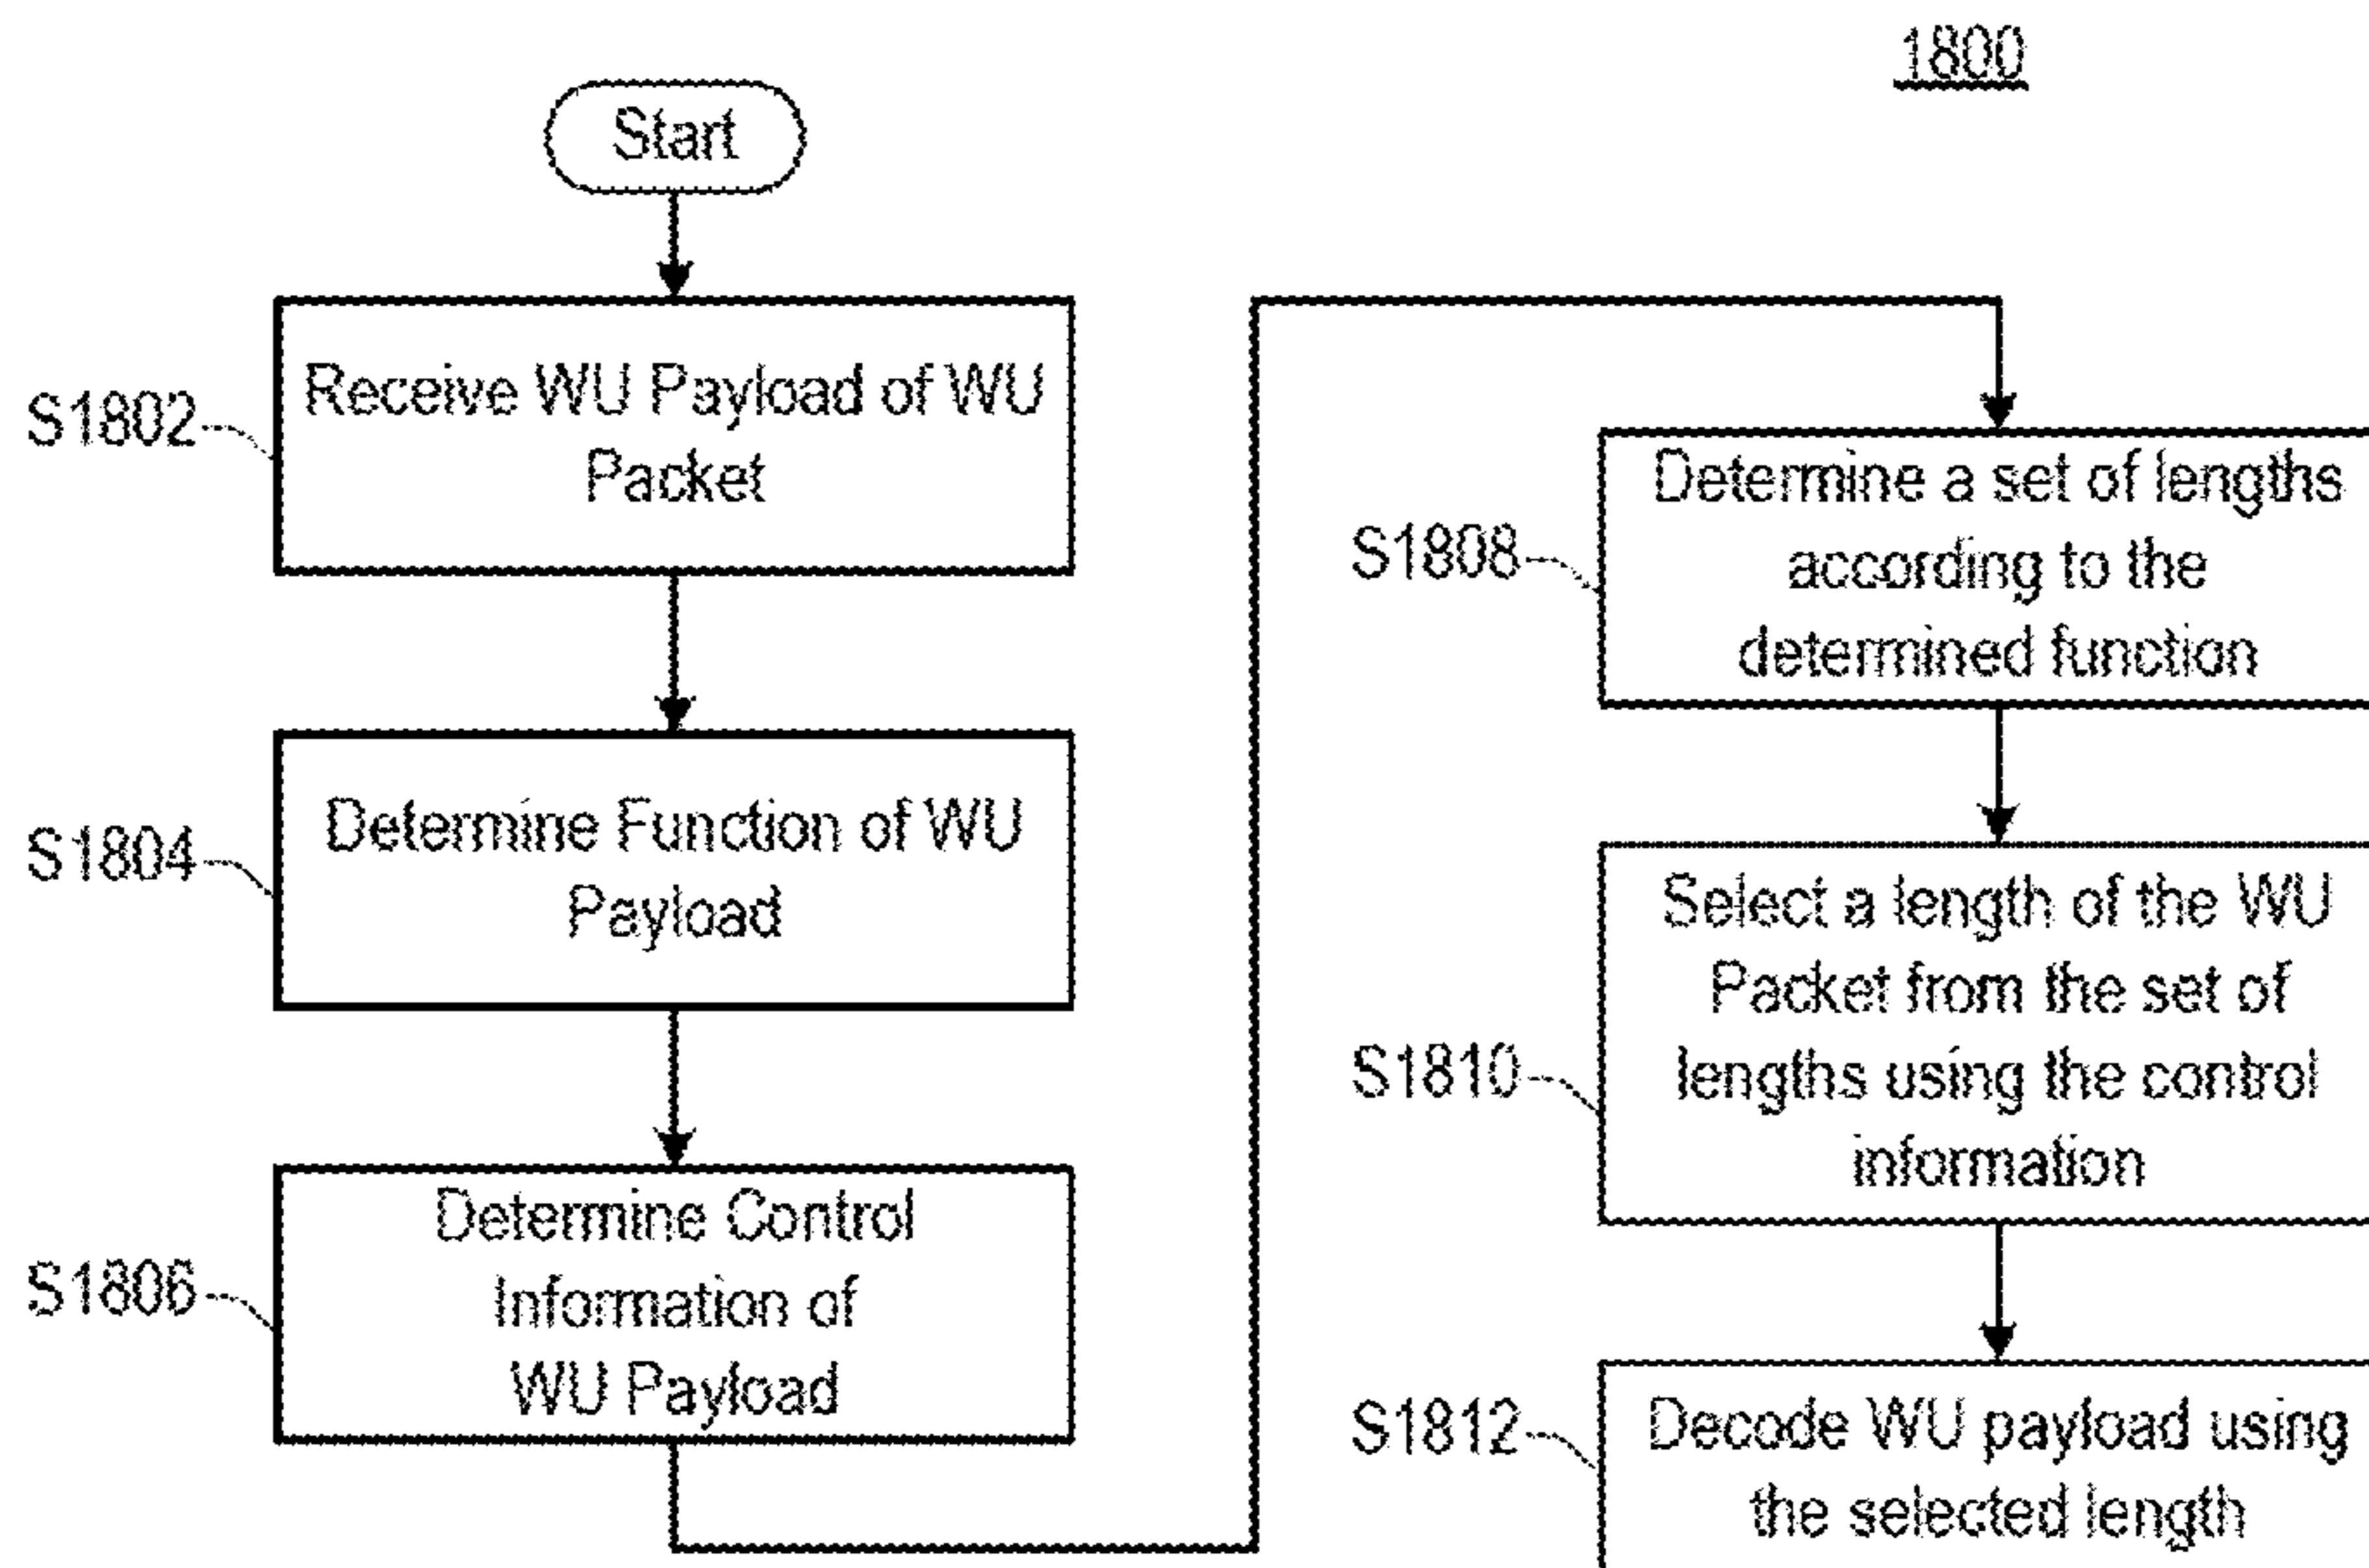 1800
Start
S1802
Receive WU Payload of WU
Packet
S1804
Determine Function of WU
Payload
S1806
Determine Control
Information of
WU Payload
S1808
Determine a set of lengths
according to the
determined function
S1810
Select a length of the WU
Packet from the set of
lengths using the control
information
S1812
Decode WU payload using
the selected length